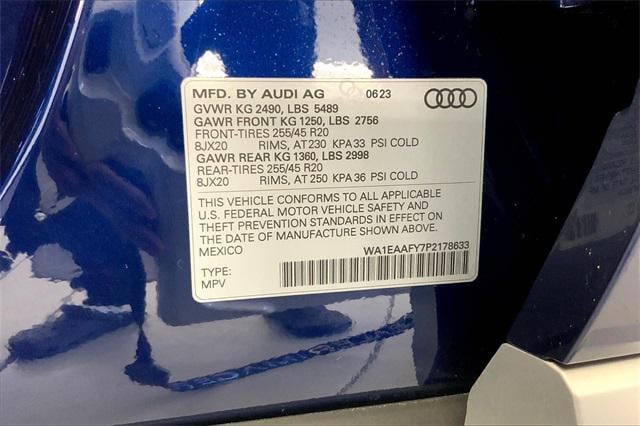 MFD. BY AUDI AG 0623
GVWR KG 2490, LBS 5489
GAWR FRONT KG 1250, LBS 2756
FRONT-TIRES 255/45 R20
8JX20 RIMS, AT 230 KPA 33 PSI COLD
GAWR REAR KG 1360, LBS 2998
REAR-TIRES 255/45 R20
8JX20 RIMS, AT 250 KPA 36 PSI COLD
THIS VEHICLE CONFORMS TO ALL APPLICABLE
U.S. FEDERAL MOTOR VEHICLE SAFETY AND
THEFT PREVENTION STANDARDS IN EFFECT ON
THE DATE OF MANUFACTURE SHOWN ABOVE.
MEXICO WA1EAAFY7P2178633
TYPE:
MPV